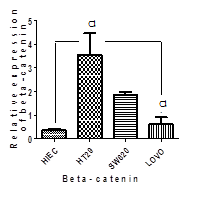 Relative expression
of beta-catenin
5
4
3
2
1
0
a
a
HIEC
HT29
SW620
LOVO
Beta-catenin